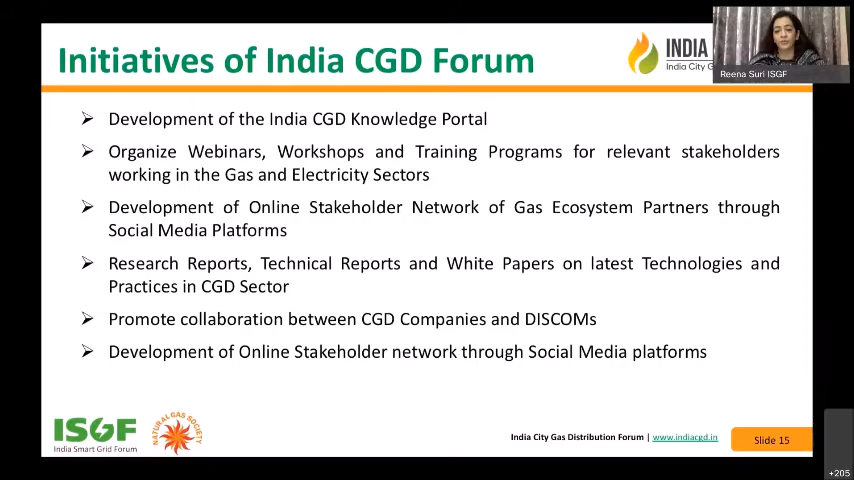 Initiatives of India CGD Forum
INDIA
India City G
Reena Suri ISGF
Development of the India CGD Knowledge Portal
Organize Webinars, Workshops and Training Programs for relevant stakeholders
working in the Gas and Electricity Sectors
Development of Online Stakeholder Network of Gas Ecosystem Partners through
Social Media Platforms
Research Reports, Technical Reports and White Papers on latest Technologies and
Practices in CGD Sector
Promote collaboration between CGD Companies and DISCOMs
Development of Online Stakeholder network through Social Media platforms
ISGF
India Smart Grid Forum
NATURAL GAS SOCIETY
India City Gas Distribution Forum | www.indiacgd.in
Slide 15
+205